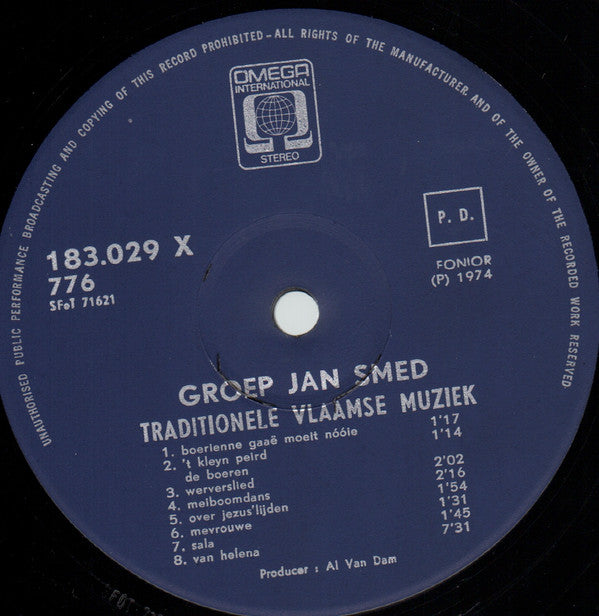 UNAUTHORISED PUBLIC PERFORMANCE BROADCASTING AND COPYING OF THIS RECORD PROHIBITED - ALL RIGHTS OF THE MANUFACTURER AND OF THE OWNER OF THE RECORDED WORK RESERVED.
OMEGA
INTERNATIONAL
STEREO
P. D.
183.029 X
776
SFoT 71621
FONIOR
(P) 1974
GROEP JAN SMED
TRADITIONELE VLAAMSE MUZIEK
1. boerienne gaaë moeit nóóie 1'17
2. 't kleyn peird 1'14
de boeren
3. werverslied 2'02
4. meiboomdans 2'16
5. over jezus'lijden 1'54
6. mevrouwe 1'31
7. sala 1'45
8. van helena 7'31
Producer : Al Van Dam